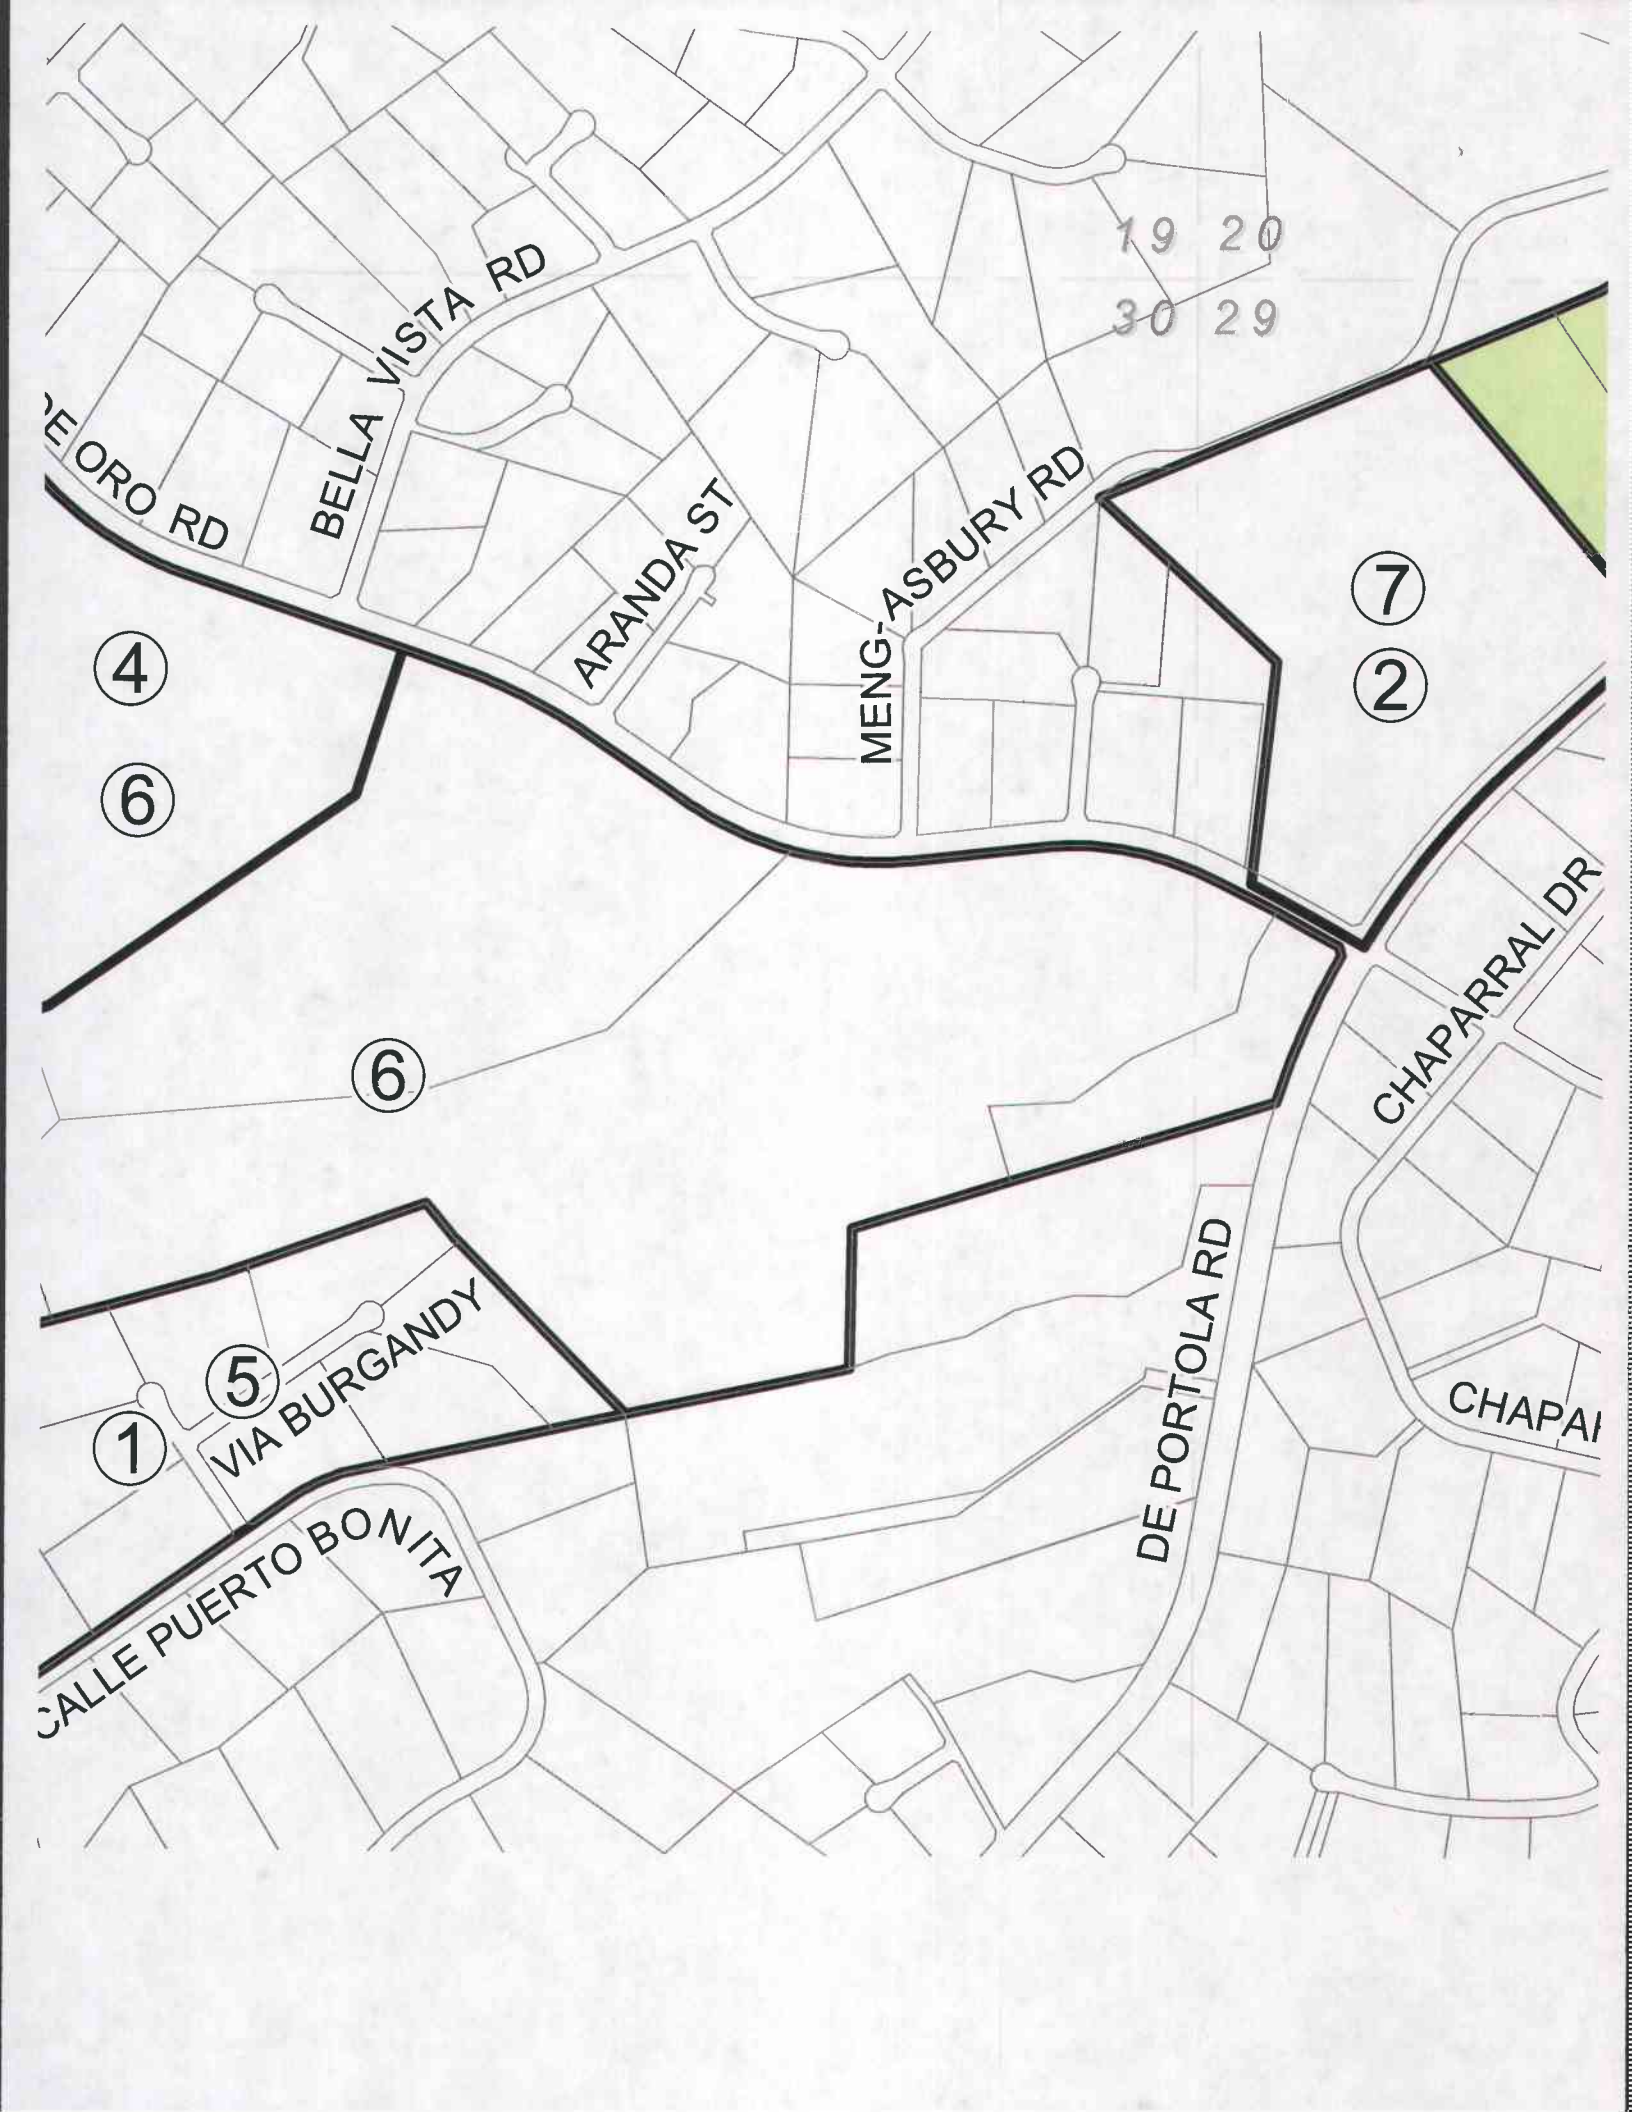 19 20
30 29
BELLA VISTA RD
ORO RD
ARANDA ST
MENG-ASBURY RD
7
2
4
6
CHAPARRAL DR
6
DE PORTOLA RD
5
VIA BURGANDY
1
CHAPAR
CALLE PUERTO BONITA